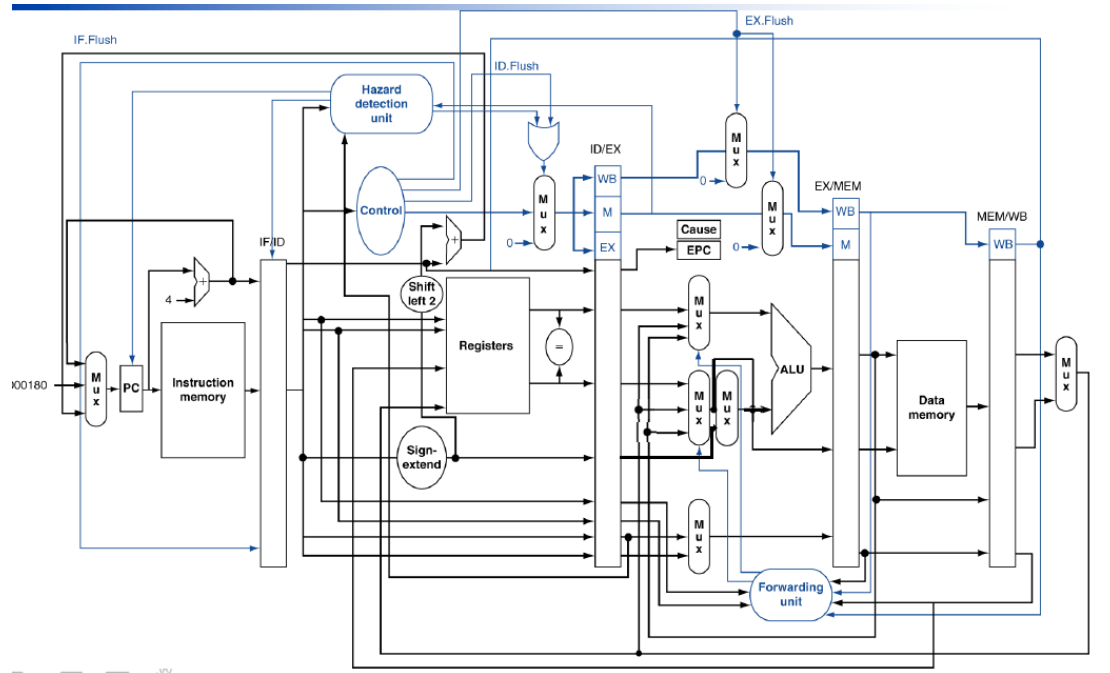 IF.Flush
EX.Flush
ID.Flush
Hazard
detection
unit
M
u
x
ID/EX
0
WB
EX/MEM
Control
M
u
x
M
M
u
x
WB
MEM/WB
0
EX
Cause
EPC
0
M
WB
IF/ID
+
+
4
Shift
left 2
M
u
x
Registers
=
M
u
x
000180
M
u
x
PC
Instruction
memory
ALU
M
u
x
M
u
x
Data
memory
Sign-
extend
M
u
x
Forwarding
unit